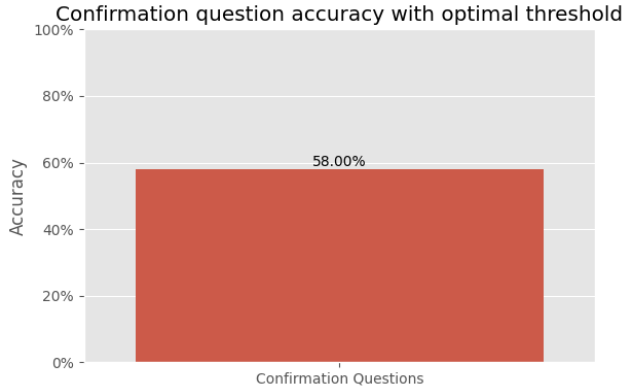 Confirmation question accuracy with optimal threshold
100%
80%
60%
40%
20%
0%
Accuracy
58.00%
Confirmation Questions